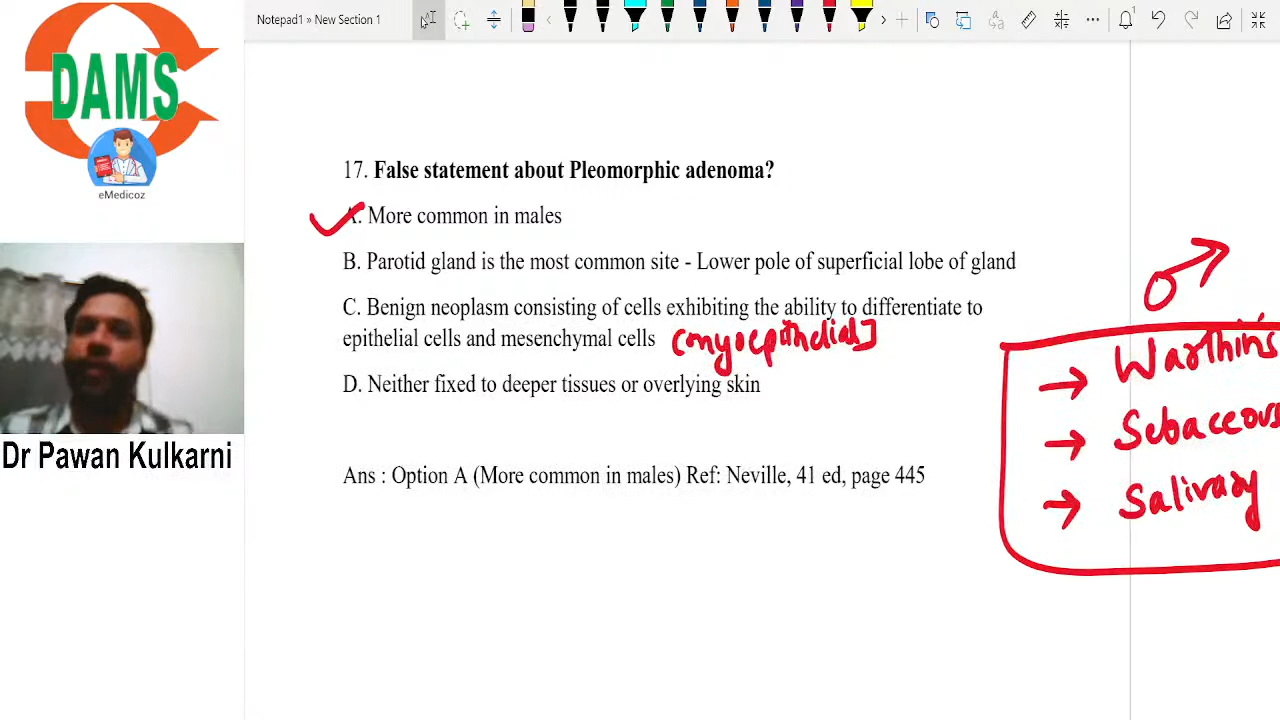 Notepad1 » New Section 1
DAMS
eMedicoz
17. False statement about Pleomorphic adenoma?
A. More common in males
B. Parotid gland is the most common site - Lower pole of superficial lobe of gland
C. Benign neoplasm consisting of cells exhibiting the ability to differentiate to
epithelial cells and mesenchymal cells (myoepithelial]
D. Neither fixed to deeper tissues or overlying skin
Ans : Option A (More common in males) Ref: Neville, 41 ed, page 445
→ Warthin's
→ Sebaceous
→ Salivary
Dr Pawan Kulkarni